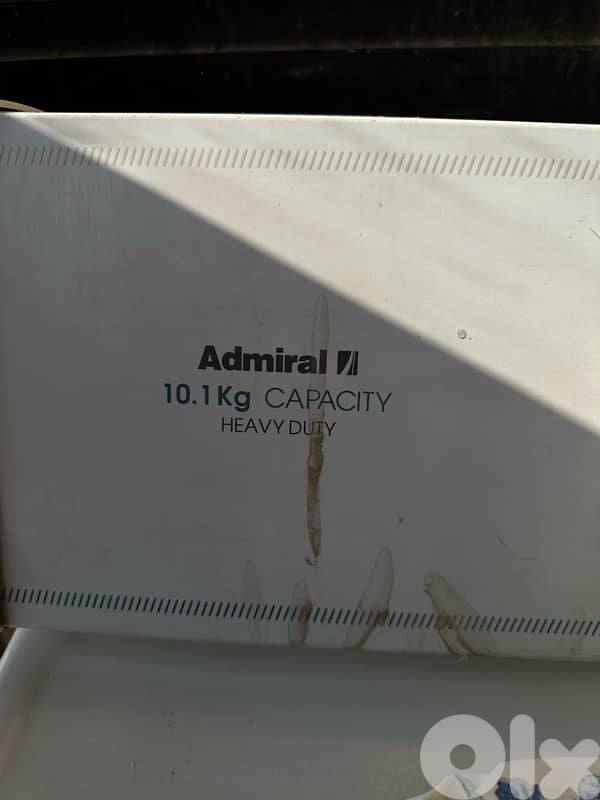 Admiral
10.1Kg CAPACITY
HEAVY DUTY
olx